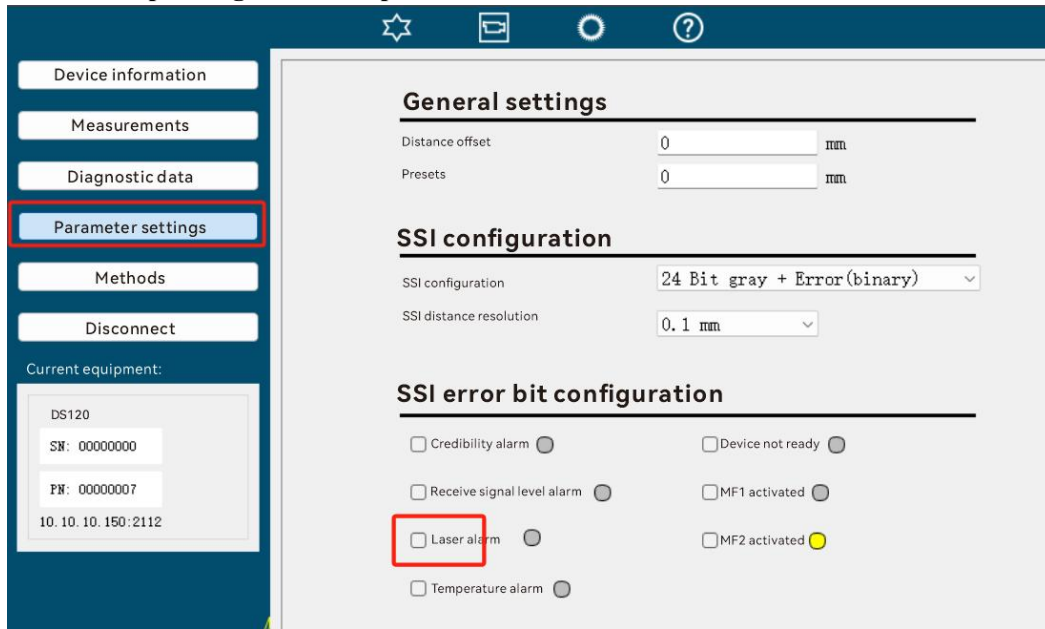 Device information
Measurements
Diagnostic data
Parameter settings
Methods
Disconnect
Current equipment:
DS120
SN: 00000000
PN: 00000007
10.10.10.150:2112
General settings
Distance offset 0 mm
Presets 0 mm
SSI configuration
SSI configuration 24 Bit gray + Error(binary)
SSI distance resolution 0.1 mm
SSI error bit configuration
Credibility alarm Device not ready
Receive signal level alarm MF1 activated
Laser alarm MF2 activated
Temperature alarm